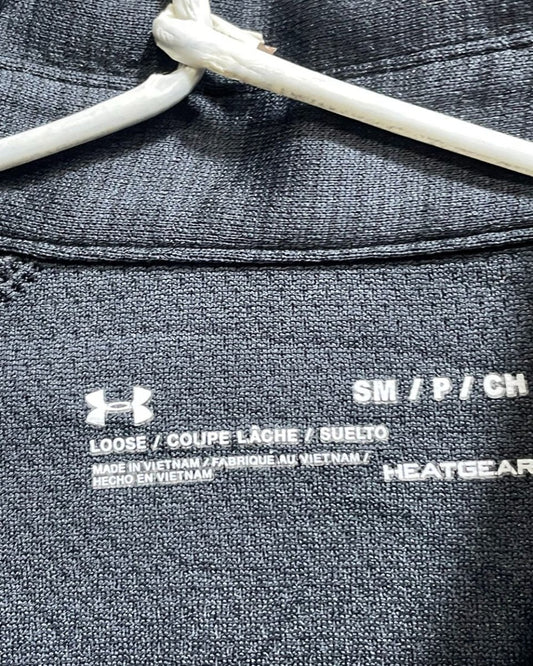 SM / P / CH
LOOSE / COUPE LÂCHE / SUELTO
MADE IN VIETNAM / FABRIQUÉ AU VIETNAM /
HECHO EN VIETNAM
HEATGEAR